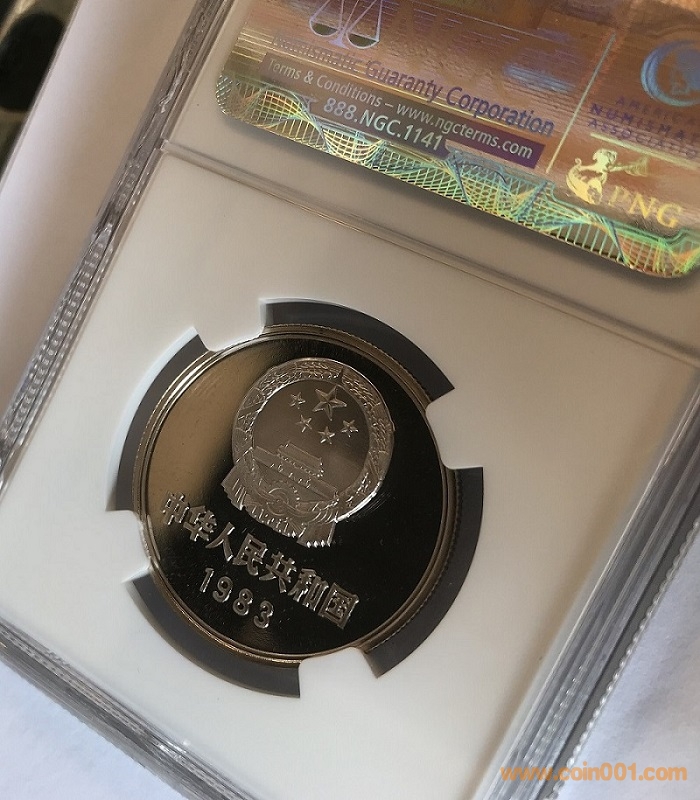 Numismatic Guaranty Corporation
Terms & Conditions – www.ngcterms.com
888.NGC.1141
NUMISMA
PNG
中华人民共和国
1983
www.coin001.com